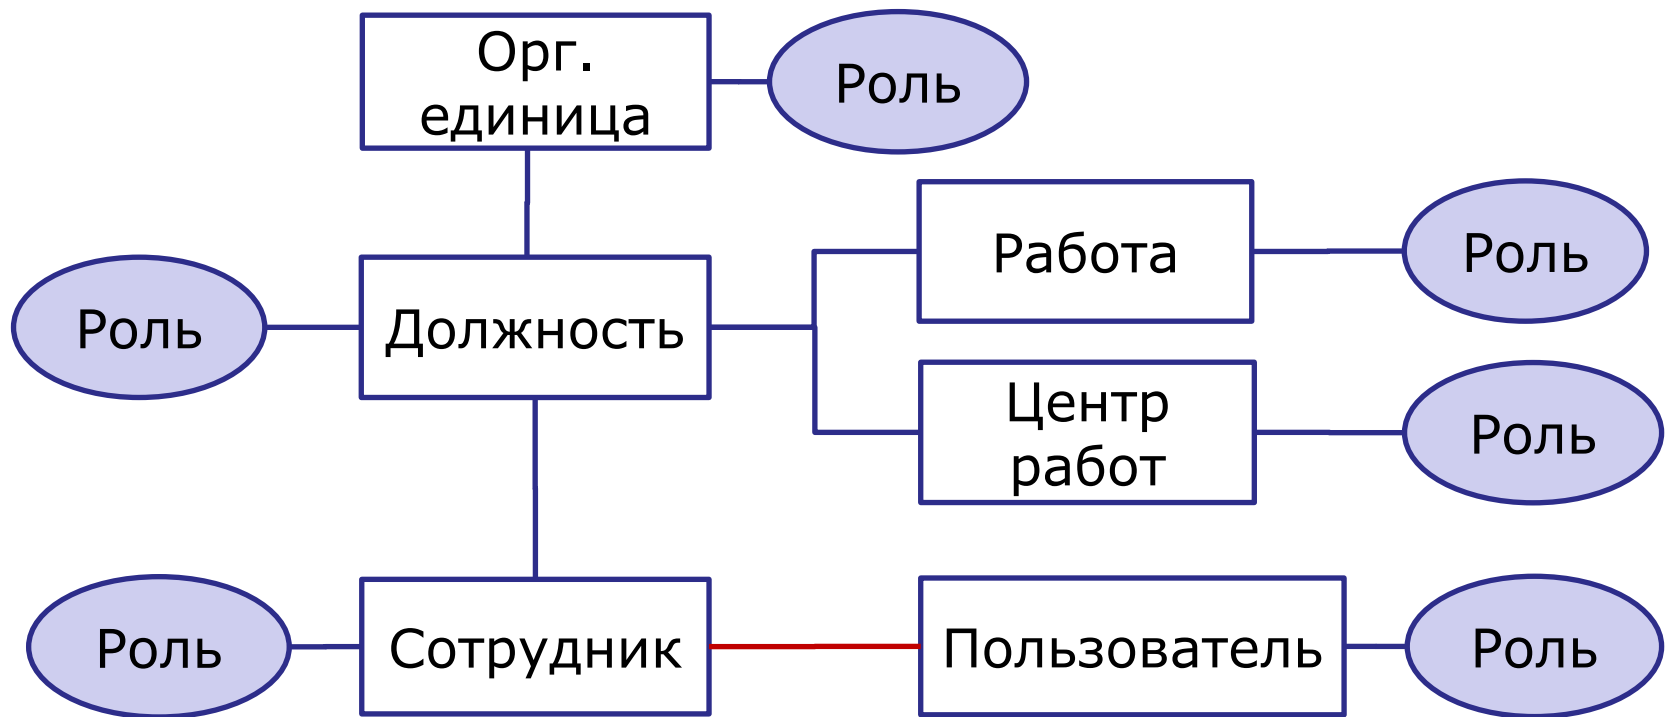 Орг.
единица
Роль
Работа
Роль
Роль
Должность
Центр
работ
Роль
Роль
Сотрудник
Пользователь
Роль